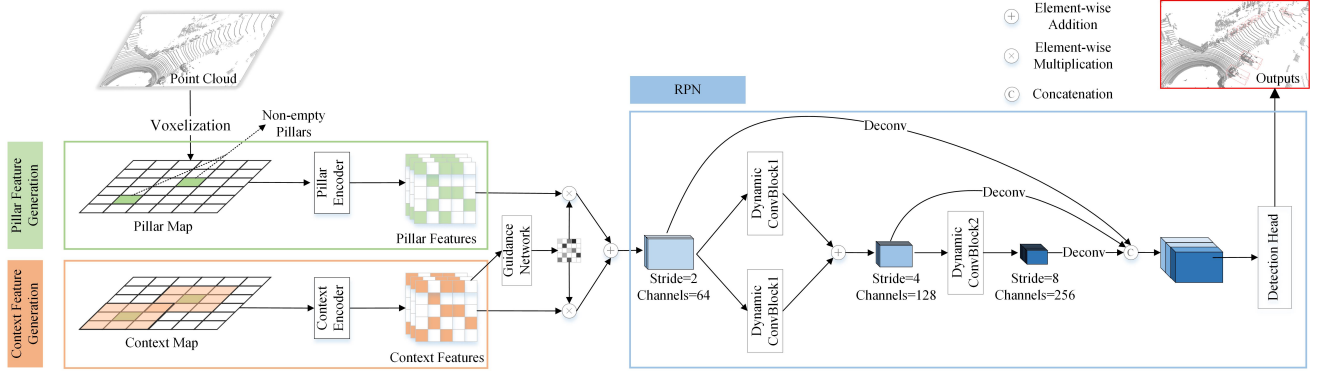 Point Cloud
Voxelization
Non-empty
Pillars
Pillar Feature
Generation
Pillar Map
Pillar
Encoder
Pillar Features
Context Feature
Generation
Context Map
Context
Encoder
Context Features
Guidance
Network
×
×
+
RPN
Element-wise
Addition
Element-wise
Multiplication
C
Concatenation
Outputs
Stride=2
Channels=64
Dynamic
ConvBlock1
Dynamic
ConvBlock1
+
Deconv
Deconv
Stride=4
Channels=128
Dynamic
ConvBlock2
Stride=8
Channels=256
Deconv
C
Detection Head